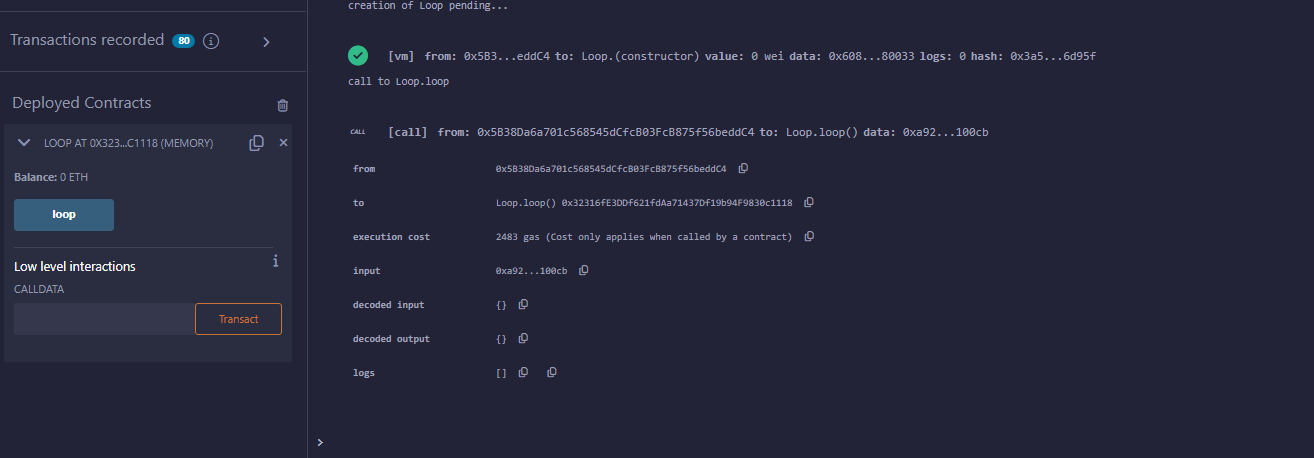 creation of Loop pending...
Transactions recorded 80 i
[vm] from: 0x5B3...eddC4 to: Loop.(constructor) value: 0 wei data: 0x608...80033 logs: 0 hash: 0x3a5...6d95f
call to Loop.loop
Deployed Contracts
CALL [call] from: 0x5B38Da6a701c568545dCfcB03FcB875f56beddC4 to: Loop.loop() data: 0xa92...100cb
LOOP AT 0X323...C1118 (MEMORY)
Balance: 0 ETH
loop
Low level interactions i
CALLDATA
Transact
from 0x5B38Da6a701c568545dCfcB03FcB875f56beddC4
to Loop.loop() 0x32316fE3DDf621fdAa71437Df19b94F9830c1118
execution cost 2483 gas (Cost only applies when called by a contract)
input 0xa92...100cb
decoded input {}
decoded output {}
logs []
>